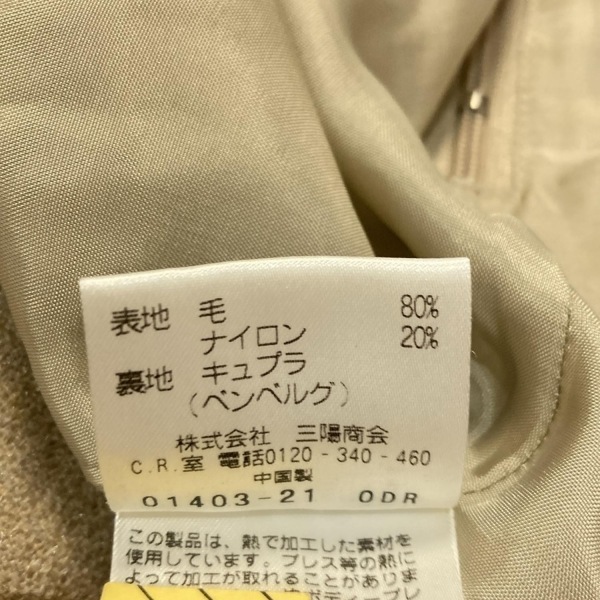 表地 毛 80%
ナイロン 20%
裏地 キュプラ
(ベンベルグ)
株式会社 三陽商会
C.R.室 電話0120-340-460
中国製
01403-21 ODR
この製品は、熱で加工した素材を
使用しています。プレス等の熱に
よって加工が取れることがありま